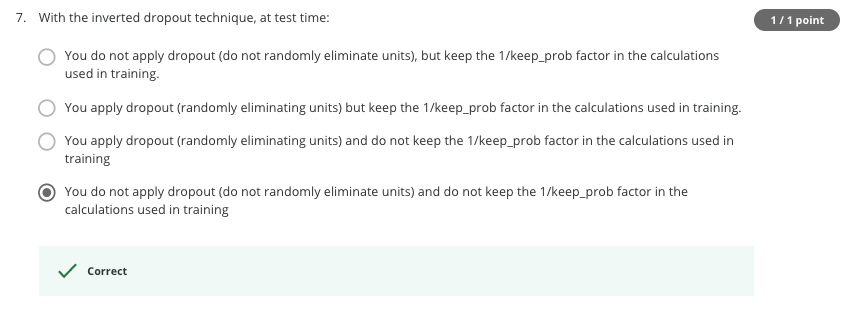 7. With the inverted dropout technique, at test time:
1 / 1 point
You do not apply dropout (do not randomly eliminate units), but keep the 1/keep_prob factor in the calculations
used in training.
You apply dropout (randomly eliminating units) but keep the 1/keep_prob factor in the calculations used in training.
You apply dropout (randomly eliminating units) and do not keep the 1/keep_prob factor in the calculations used in
training
You do not apply dropout (do not randomly eliminate units) and do not keep the 1/keep_prob factor in the
calculations used in training
Correct